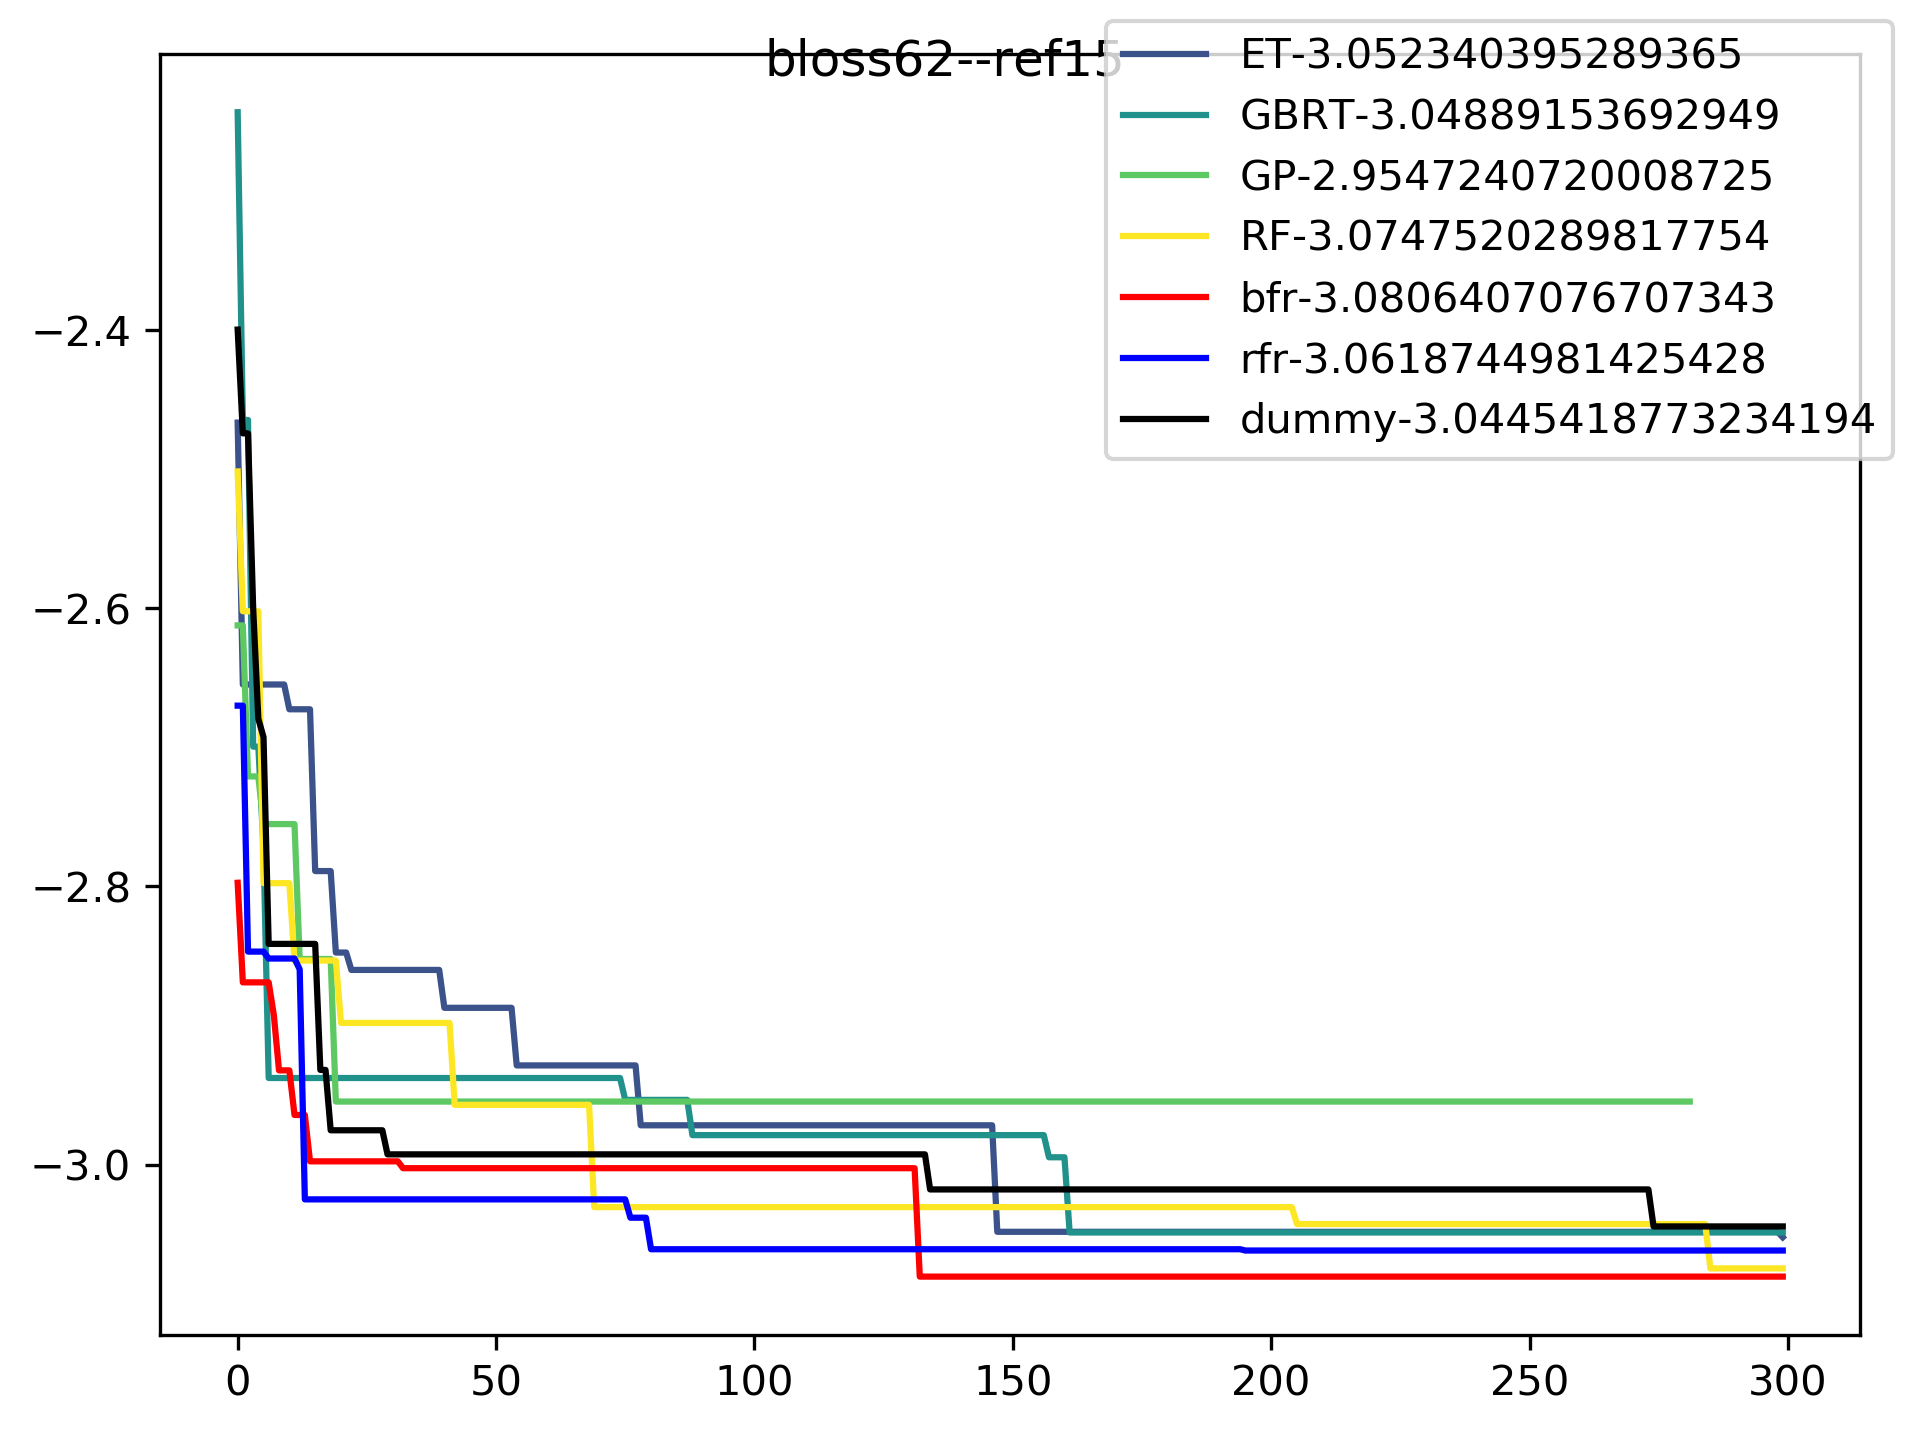 bloss62--ref15
ET-3.052340395289365
GBRT-3.04889153692949
GP-2.9547240720008725
RF-3.0747520289817754
bfr-3.0806407076707343
rfr-3.0618744981425428
dummy-3.0445418773234194
−2.4
−2.6
−2.8
−3.0
0 50 100 150 200 250 300